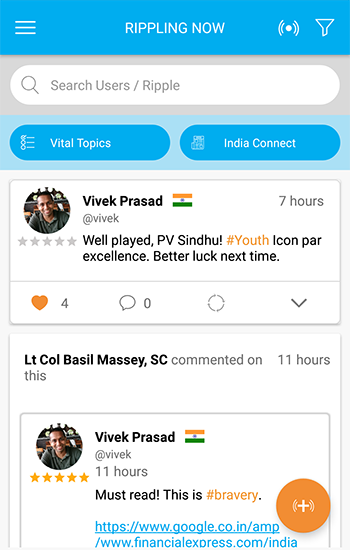 RIPPLING NOW
Search Users / Ripple
Vital Topics
India Connect
Vivek Prasad
7 hours
@vivek
Well played, PV Sindhu! #Youth Icon par
excellence. Better luck next time.
4
0
Lt Col Basil Massey, SC commented on
11 hours
this
Vivek Prasad
@vivek
11 hours
Must read! This is #bravery.
https://www.google.co.in/amp
/www.financialexpress.com/india